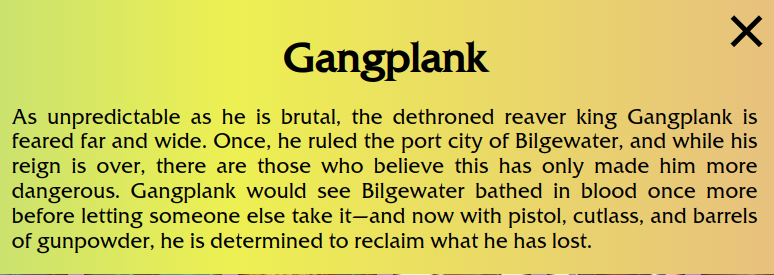 Gangplank
As unpredictable as he is brutal, the dethroned reaver king Gangplank is
feared far and wide. Once, he ruled the port city of Bilgewater, and while his
reign is over, there are those who believe this has only made him more
dangerous. Gangplank would see Bilgewater bathed in blood once more
before letting someone else take it—and now with pistol, cutlass, and barrels
of gunpowder, he is determined to reclaim what he has lost.